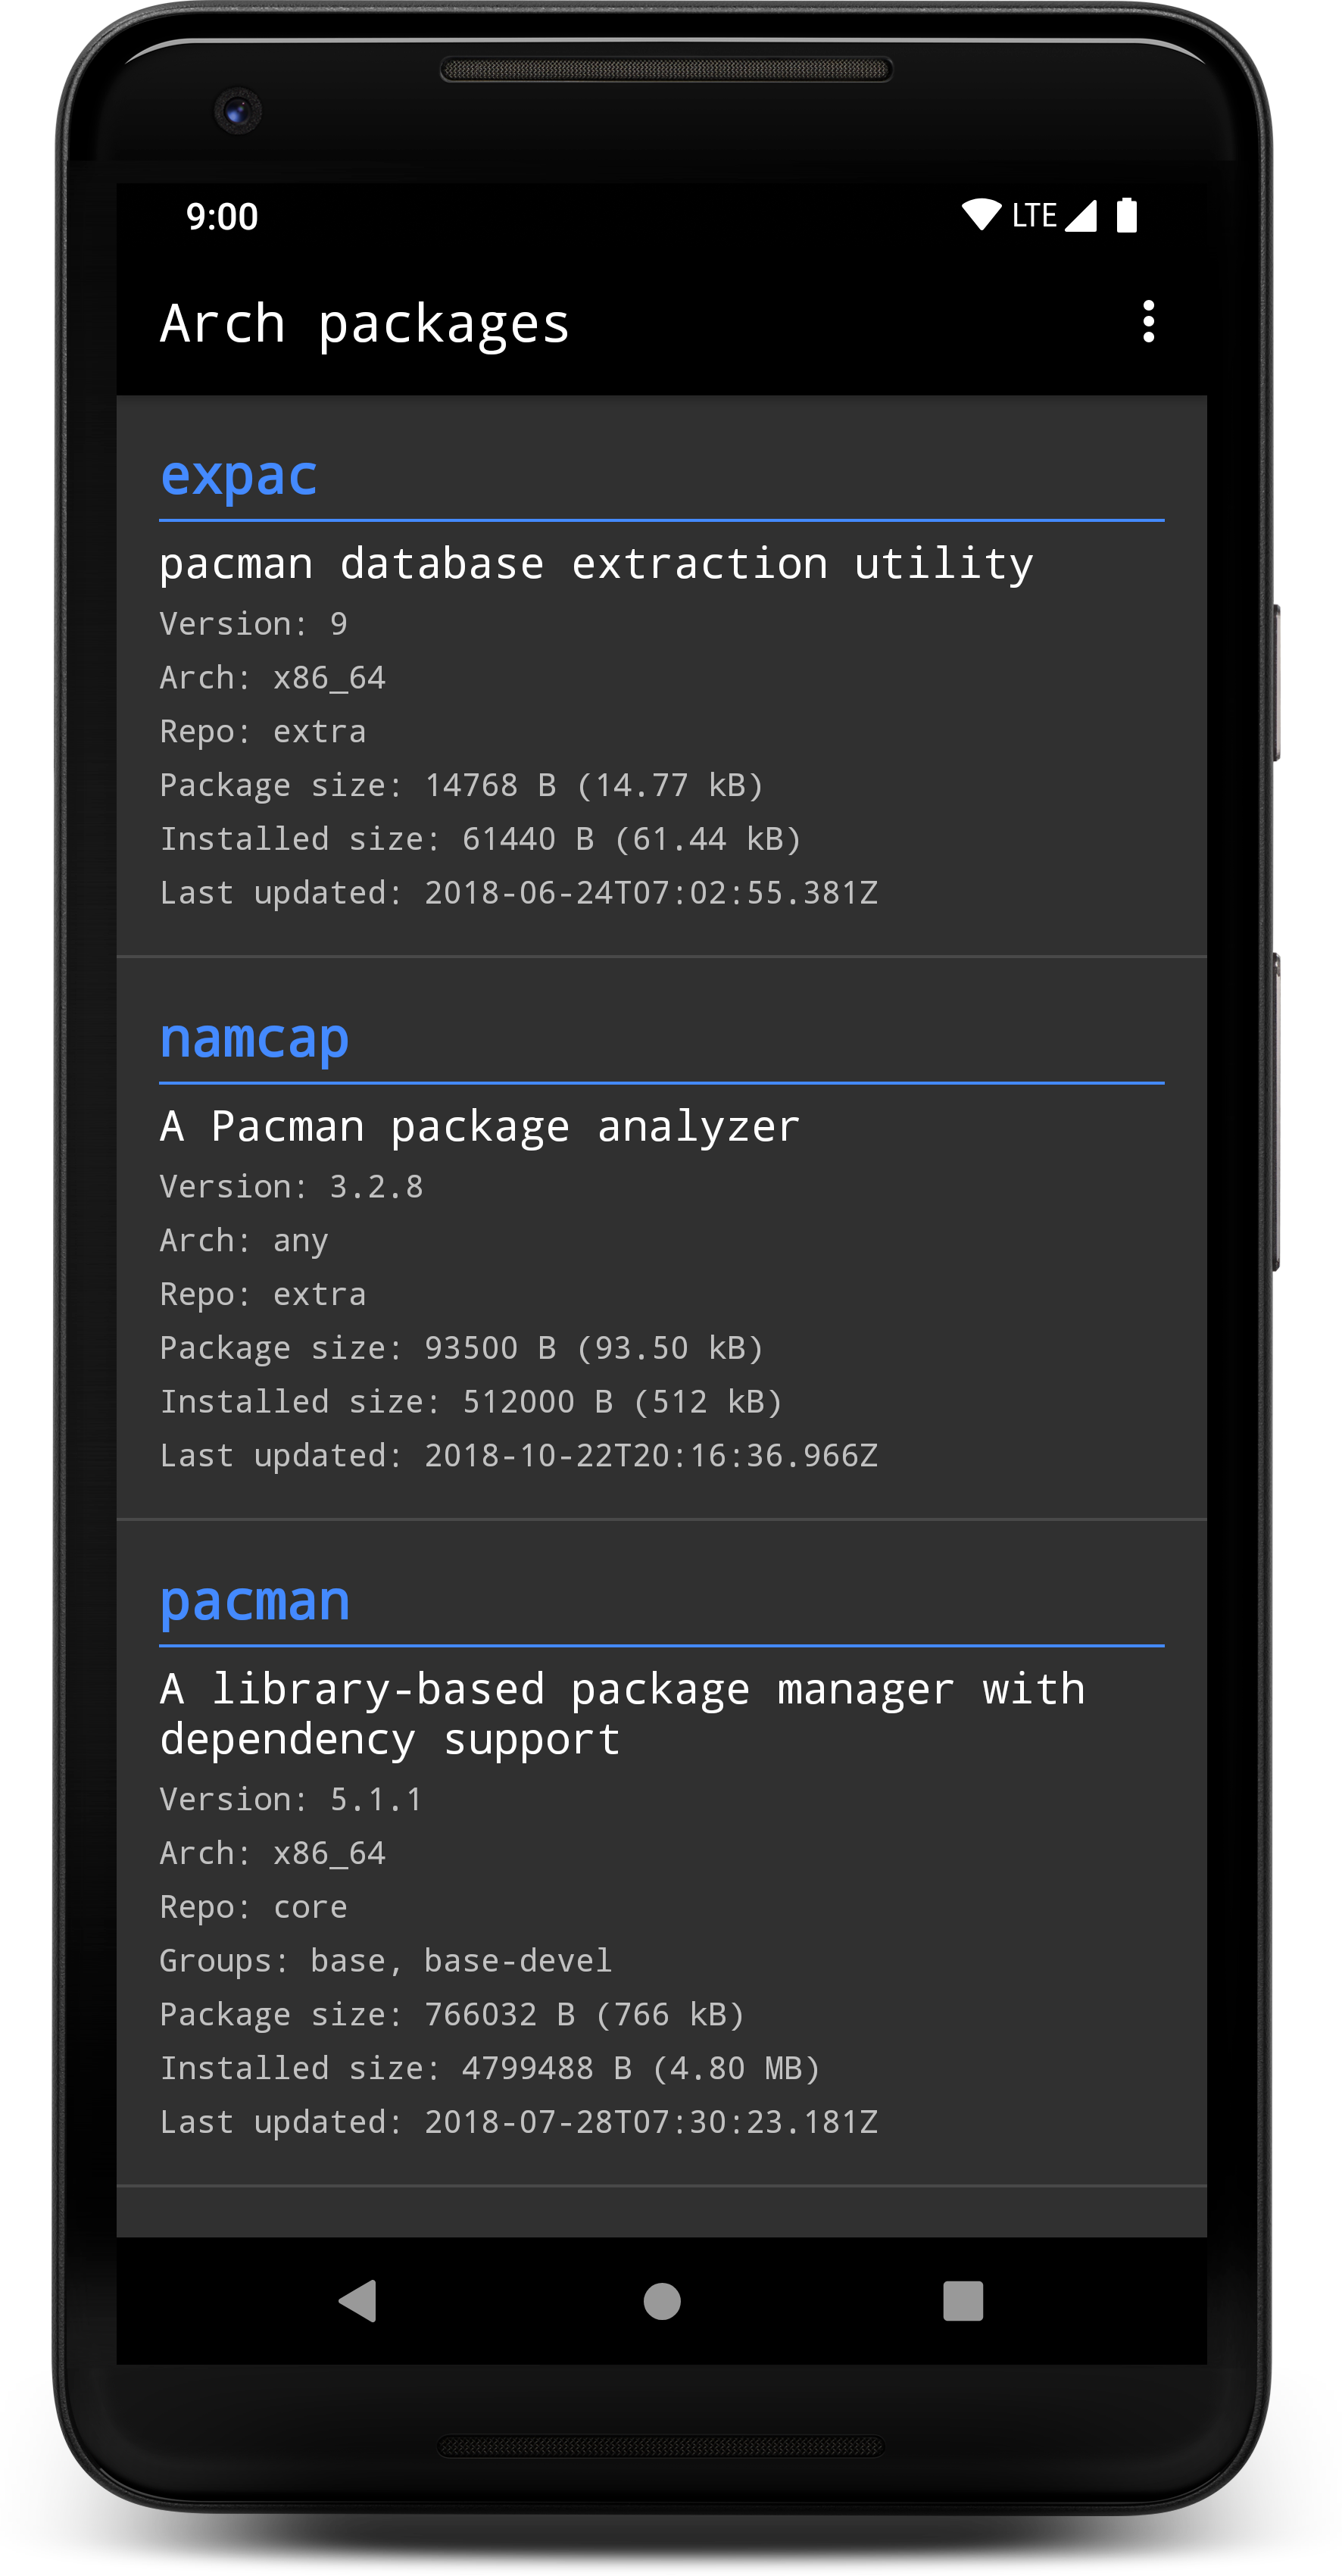 9:00 LTE
Arch packages
expac
pacman database extraction utility
Version: 9
Arch: x86_64
Repo: extra
Package size: 14768 B (14.77 kB)
Installed size: 61440 B (61.44 kB)
Last updated: 2018-06-24T07:02:55.381Z
namcap
A Pacman package analyzer
Version: 3.2.8
Arch: any
Repo: extra
Package size: 93500 B (93.50 kB)
Installed size: 512000 B (512 kB)
Last updated: 2018-10-22T20:16:36.966Z
pacman
A library-based package manager with
dependency support
Version: 5.1.1
Arch: x86_64
Repo: core
Groups: base, base-devel
Package size: 766032 B (766 kB)
Installed size: 4799488 B (4.80 MB)
Last updated: 2018-07-28T07:30:23.181Z